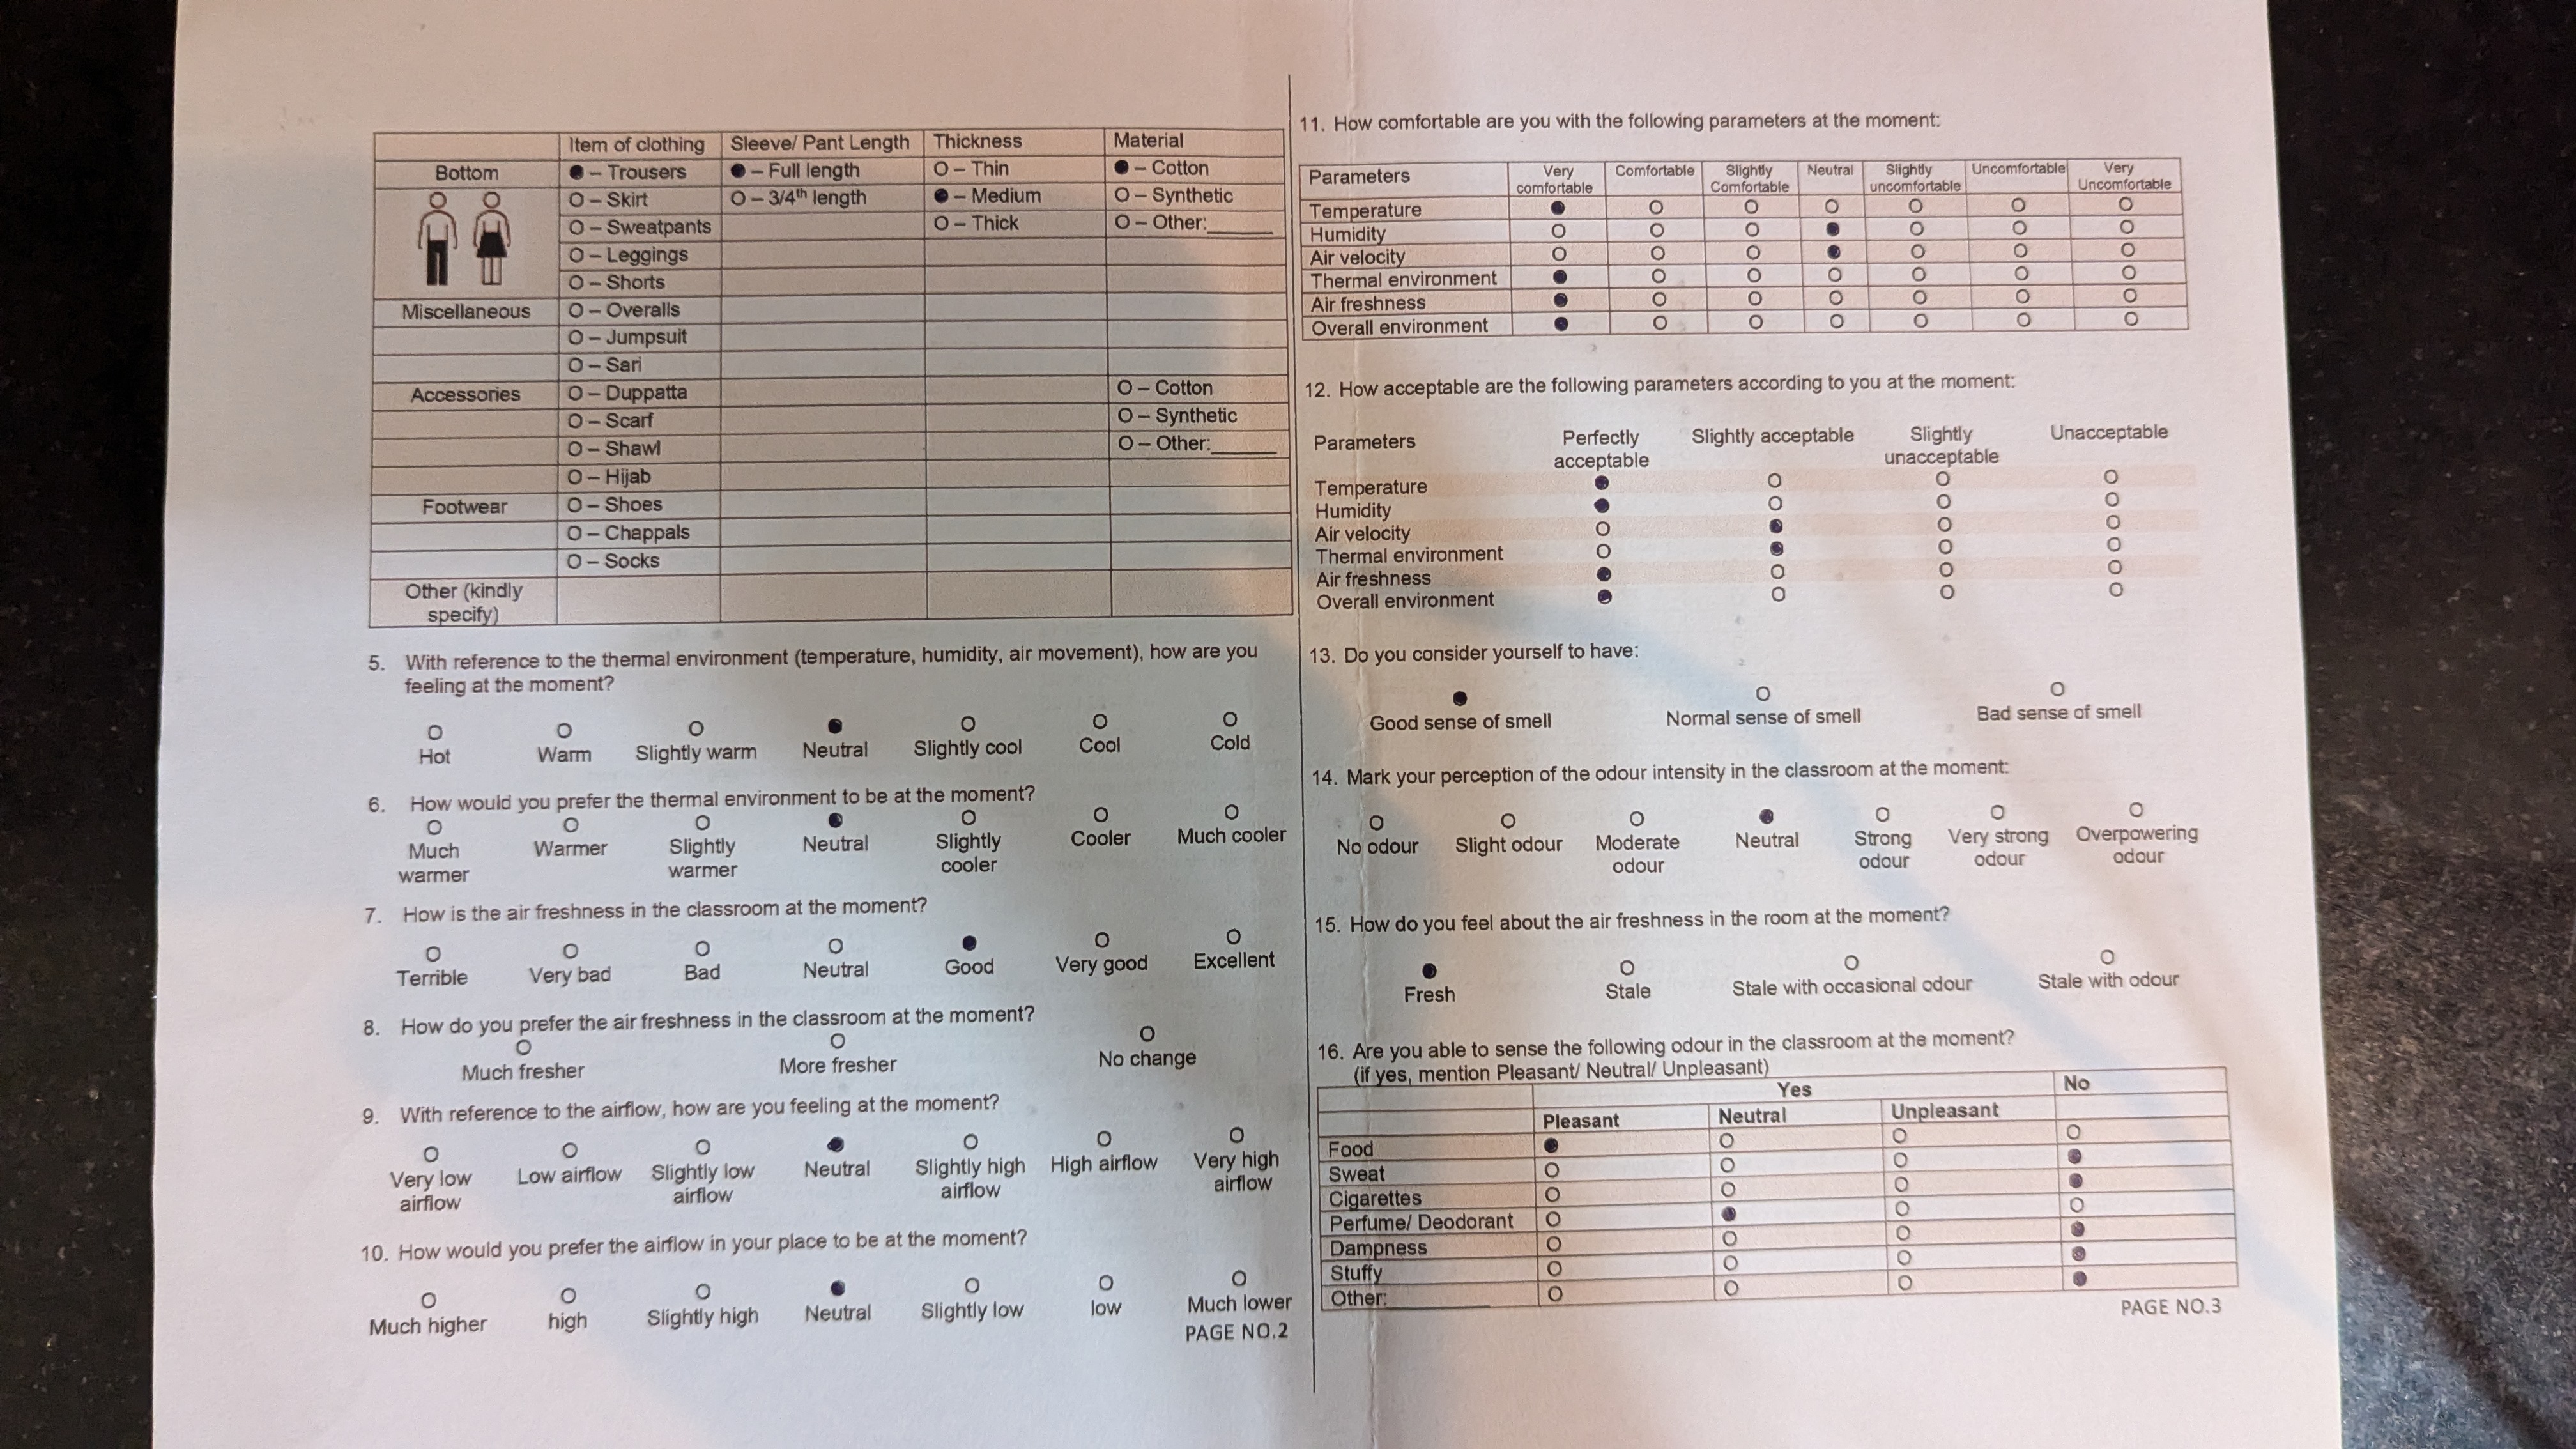 Item of clothing Sleeve/ Pant Length Thickness Material
Bottom ● – Trousers ● – Full length O – Thin ● – Cotton
O – Skirt O – 3/4th length ● – Medium O – Synthetic
O – Sweatpants O – Thick O – Other:______
O – Leggings
O – Shorts
Miscellaneous O – Overalls
O – Jumpsuit
O – Sari
Accessories O – Duppatta O – Cotton
O – Scarf O – Synthetic
O – Shawl O – Other:______
O – Hijab
Footwear O – Shoes
O – Chappals
O – Socks
Other (kindly
specify)
5. With reference to the thermal environment (temperature, humidity, air movement), how are you
feeling at the moment?
O O O ● O O O
Hot Warm Slightly warm Neutral Slightly cool Cool Cold
6. How would you prefer the thermal environment to be at the moment?
O O O ● O O O
Much Warmer Slightly Neutral Slightly Cooler Much cooler
warmer warmer cooler
7. How is the air freshness in the classroom at the moment?
O O O O ● O O
Terrible Very bad Bad Neutral Good Very good Excellent
8. How do you prefer the air freshness in the classroom at the moment?
O O O
Much fresher More fresher No change
9. With reference to the airflow, how are you feeling at the moment?
O O O ● O O O
Very low Low airflow Slightly low Neutral Slightly high High airflow Very high
airflow airflow airflow airflow
10. How would you prefer the airflow in your place to be at the moment?
O O O ● O O O
Much higher high Slightly high Neutral Slightly low low Much lower
PAGE NO.2
11. How comfortable are you with the following parameters at the moment:
Parameters Very Comfortable Slightly Neutral Slightly Uncomfortable Very
comfortable Comfortable uncomfortable Uncomfortable
Temperature ● O O O O O O
Humidity O O O ● O O O
Air velocity O O O ● O O O
Thermal environment ● O O O O O O
Air freshness ● O O O O O O
Overall environment ● O O O O O O
12. How acceptable are the following parameters according to you at the moment:
Parameters Perfectly Slightly acceptable Slightly Unacceptable
acceptable unacceptable
Temperature ● O O O
Humidity ● O O O
Air velocity O ● O O
Thermal environment O ● O O
Air freshness ● O O O
Overall environment ● O O O
13. Do you consider yourself to have:
● O O
Good sense of smell Normal sense of smell Bad sense of smell
14. Mark your perception of the odour intensity in the classroom at the moment:
O O O ● O O O
No odour Slight odour Moderate Neutral Strong Very strong Overpowering
odour odour odour odour
15. How do you feel about the air freshness in the room at the moment?
● O O O
Fresh Stale Stale with occasional odour Stale with odour
16. Are you able to sense the following odour in the classroom at the moment?
(if yes, mention Pleasant/ Neutral/ Unpleasant)
Yes No
Pleasant Neutral Unpleasant
Food ● O O O
Sweat O O O ●
Cigarettes O O O ●
Perfume/ Deodorant O ● O O
Dampness O O O ●
Stuffy O O O ●
Other:__________ O O O ●
PAGE NO.3